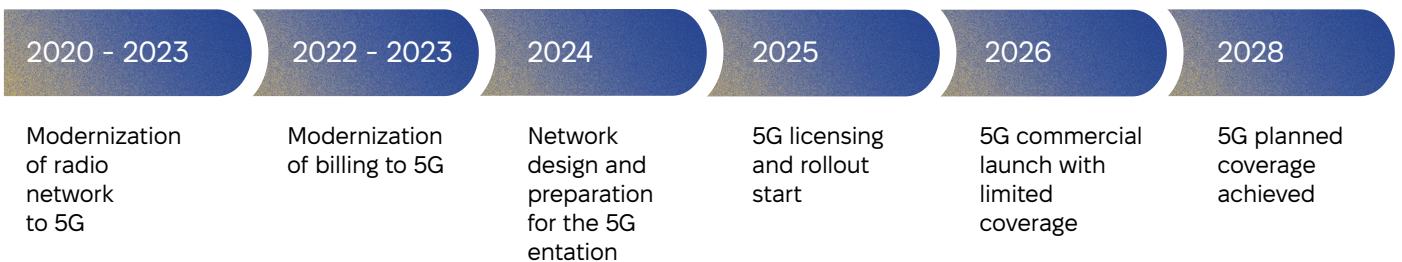 2020 - 2023
Modernization
of radio
network
to 5G
2022 - 2023
Modernization
of billing to 5G
2024
Network
design and
preparation
for the 5G
entation
2025
5G licensing
and rollout
start
2026
5G commercial
launch with
limited
coverage
2028
5G planned
coverage
achieved